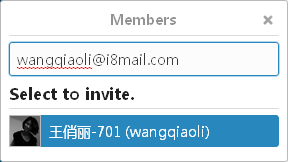 Members ×
wangqiaoli@i8mail.com
Select to invite.
王俏丽-701 (wangqiaoli)